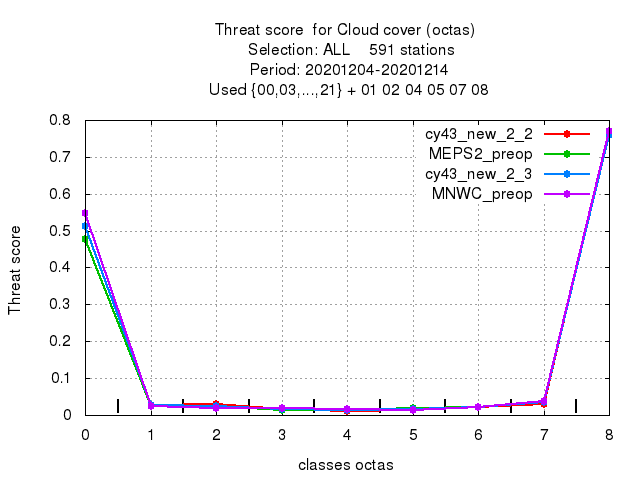 Threat score  for Cloud cover (octas)
Selection: ALL    591 stations
Period: 20201204-20201214
Used {00,03,...,21} + 01 02 04 05 07 08
cy43_new_2_2
MEPS2_preop
cy43_new_2_3
MNWC_preop
0.8
0.7
0.6
0.5
0.4
0.3
0.2
0.1
0
Threat score
0 1 2 3 4 5 6 7 8
classes octas